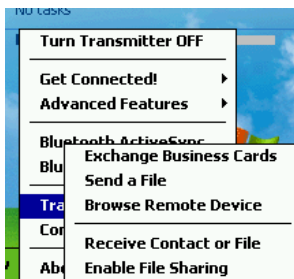 No tasks
Turn Transmitter OFF
Get Connected!
Advanced Features
Bluetooth ActiveSync
Exchange Business Cards
Send a File
Browse Remote Device
Receive Contact or File
Enable File Sharing